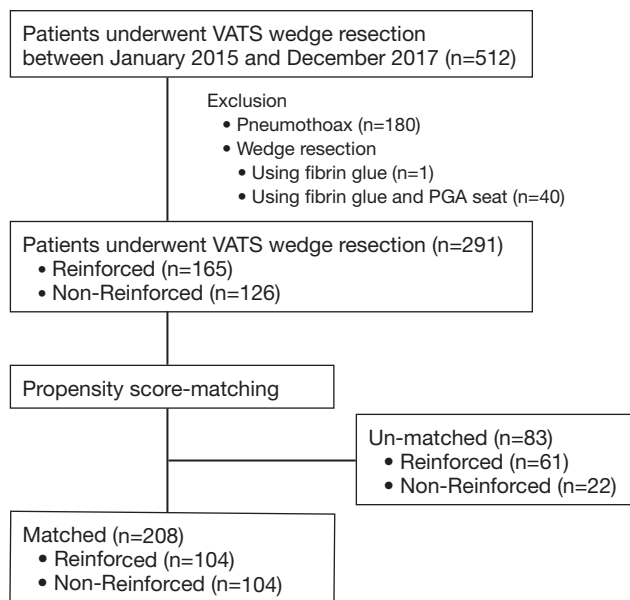 Patients underwent VATS wedge resection
between January 2015 and December 2017 (n=512)
Exclusion
• Pneumothoax (n=180)
• Wedge resection
• Using fibrin glue (n=1)
• Using fibrin glue and PGA seat (n=40)
Patients underwent VATS wedge resection (n=291)
• Reinforced (n=165)
• Non-Reinforced (n=126)
Propensity score-matching
Un-matched (n=83)
• Reinforced (n=61)
• Non-Reinforced (n=22)
Matched (n=208)
• Reinforced (n=104)
• Non-Reinforced (n=104)